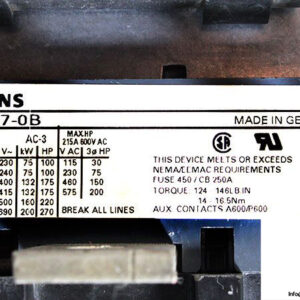 NS
7-0B
MADE IN GE
AC-3
MAX.HP
215A 600V AC
V~ kW HP V AC 3ø HP
230 75 100 115 30
240 75 100 230 75
400 132 175 460 150
415 132 175 575 200
500 160 220
690 200 270 BREAK ALL LINES
THIS DEVICE MEETS OR EXCEEDS
NEMA/EEMAC REQUIREMENTS
FUSE 450 / CB 250A
TORQUE: 124 146LB.IN
14 - 16.5Nm
AUX. CONTACTS A600/P600